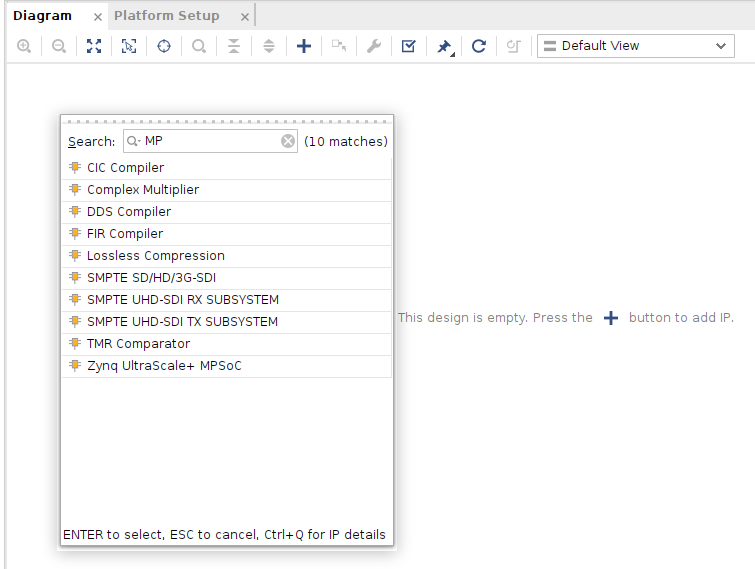 Diagram × Platform Setup ×
Default View
Search: MP (10 matches)
CIC Compiler
Complex Multiplier
DDS Compiler
FIR Compiler
Lossless Compression
SMPTE SD/HD/3G-SDI
SMPTE UHD-SDI RX SUBSYSTEM
SMPTE UHD-SDI TX SUBSYSTEM
TMR Comparator
Zynq UltraScale+ MPSoC
This design is empty. Press the + button to add IP.
ENTER to select, ESC to cancel, Ctrl+Q for IP details